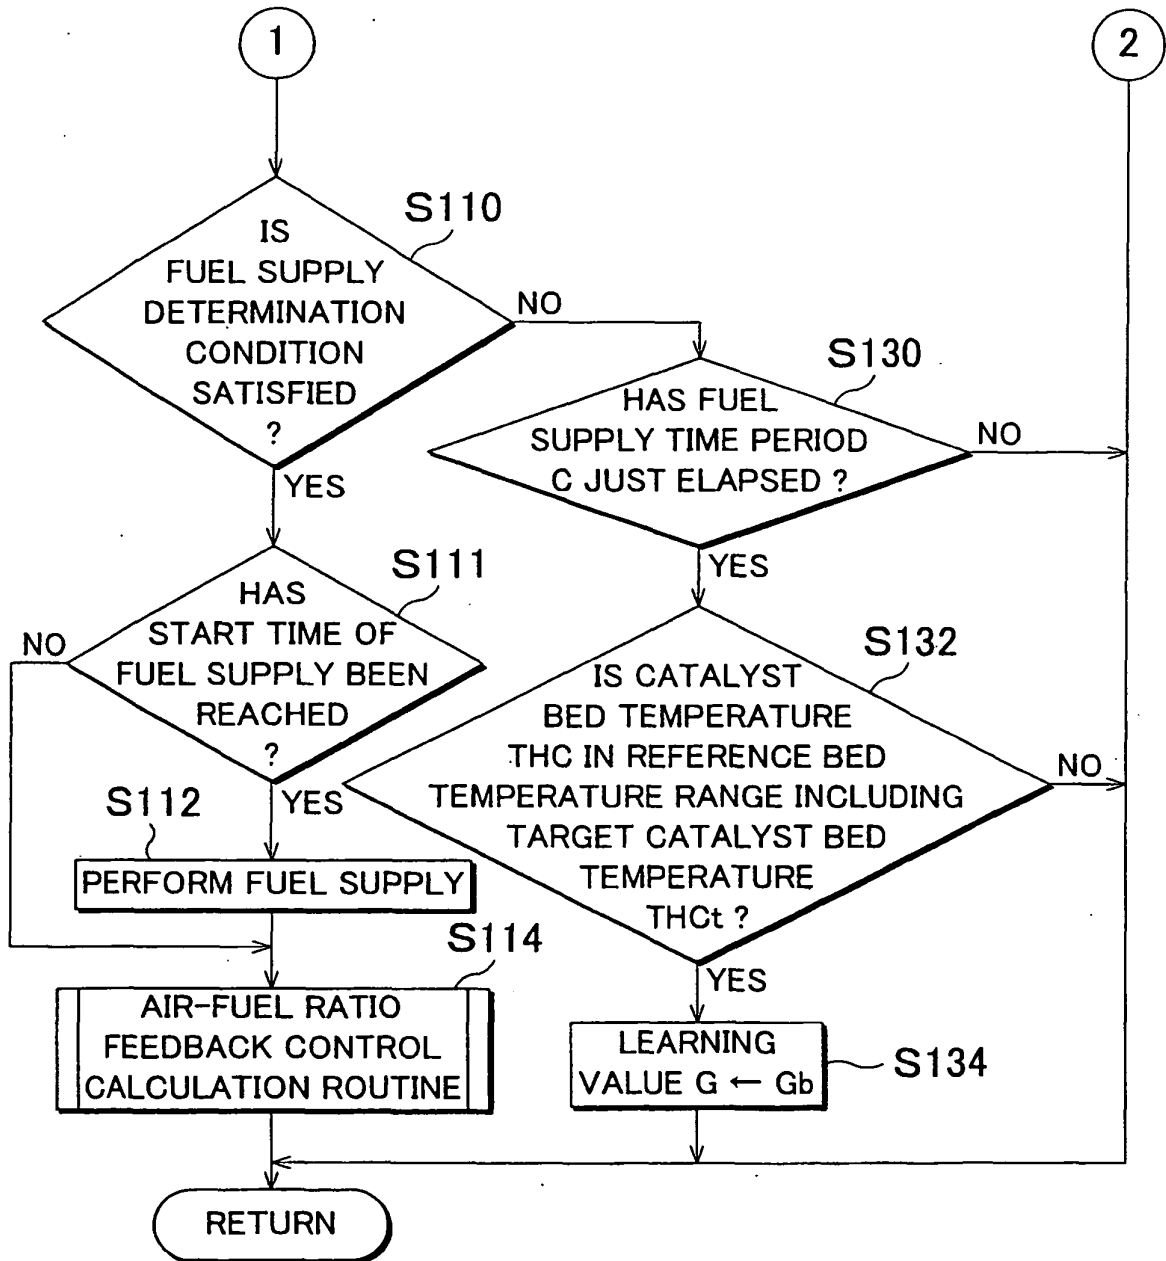 1
2
S110
IS
FUEL SUPPLY
DETERMINATION
CONDITION
SATISFIED
?
NO
YES
S130
HAS FUEL
SUPPLY TIME PERIOD
C JUST ELAPSED ?
NO
YES
S111
HAS
START TIME OF
FUEL SUPPLY BEEN
REACHED
?
NO
YES
S132
IS CATALYST
BED TEMPERATURE
THC IN REFERENCE BED
TEMPERATURE RANGE INCLUDING
TARGET CATALYST BED
TEMPERATURE
THCt ?
NO
YES
S112
PERFORM FUEL SUPPLY
S114
AIR-FUEL RATIO
FEEDBACK CONTROL
CALCULATION ROUTINE
LEARNING
VALUE G ← Gb
S134
RETURN